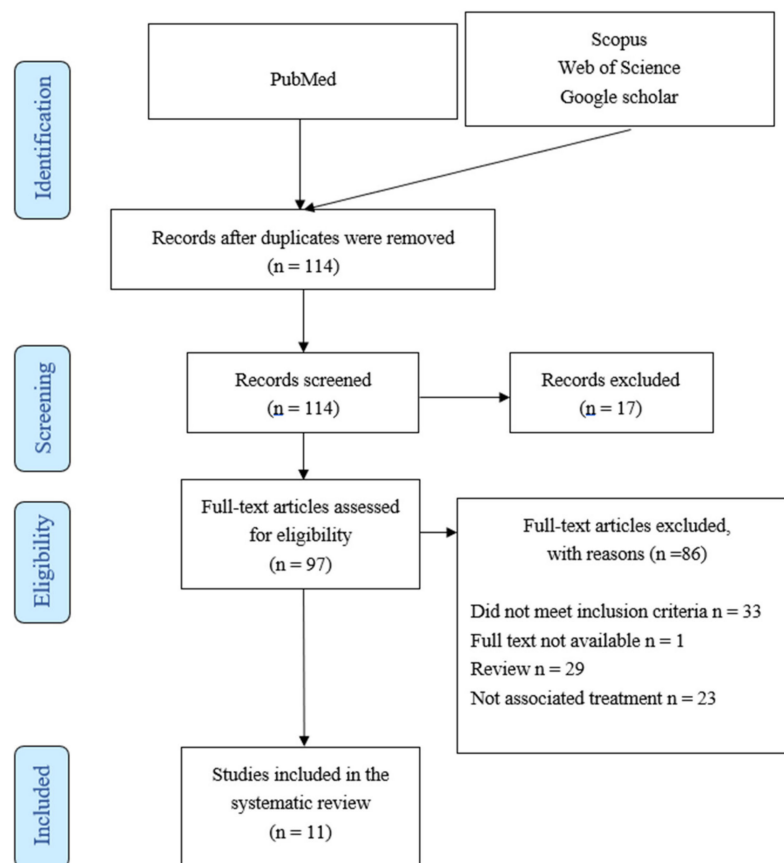 Identification
PubMed
Scopus
Web of Science
Google scholar
Records after duplicates were removed
(n = 114)
Screening
Records screened
(n = 114)
Records excluded
(n = 17)
Eligibility
Full-text articles assessed
for eligibility
(n = 97)
Full-text articles excluded,
with reasons (n =86)
Did not meet inclusion criteria n = 33
Full text not available n = 1
Review n = 29
Not associated treatment n = 23
Included
Studies included in the
systematic review
(n = 11)